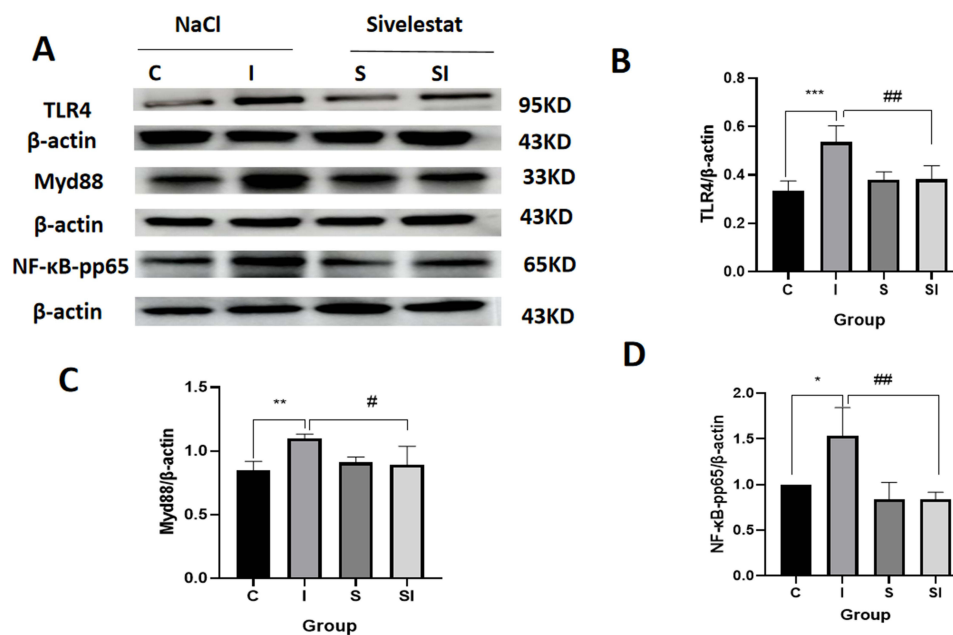 A
NaCl
Sivelestat
C
I
S
SI
TLR4
95KD
β-actin
43KD
Myd88
33KD
β-actin
43KD
NF-κB-pp65
65KD
β-actin
43KD
B
TLR4/β-actin
0.8
0.6
0.4
0.2
0.0
***
##
C
I
S
SI
Group
C
Myd88/β-actin
1.5
1.0
0.5
0.0
**
#
C
I
S
SI
Group
D
NF-κB-pp65/β-actin
2.0
1.5
1.0
0.5
0.0
*
##
C
I
S
SI
Group